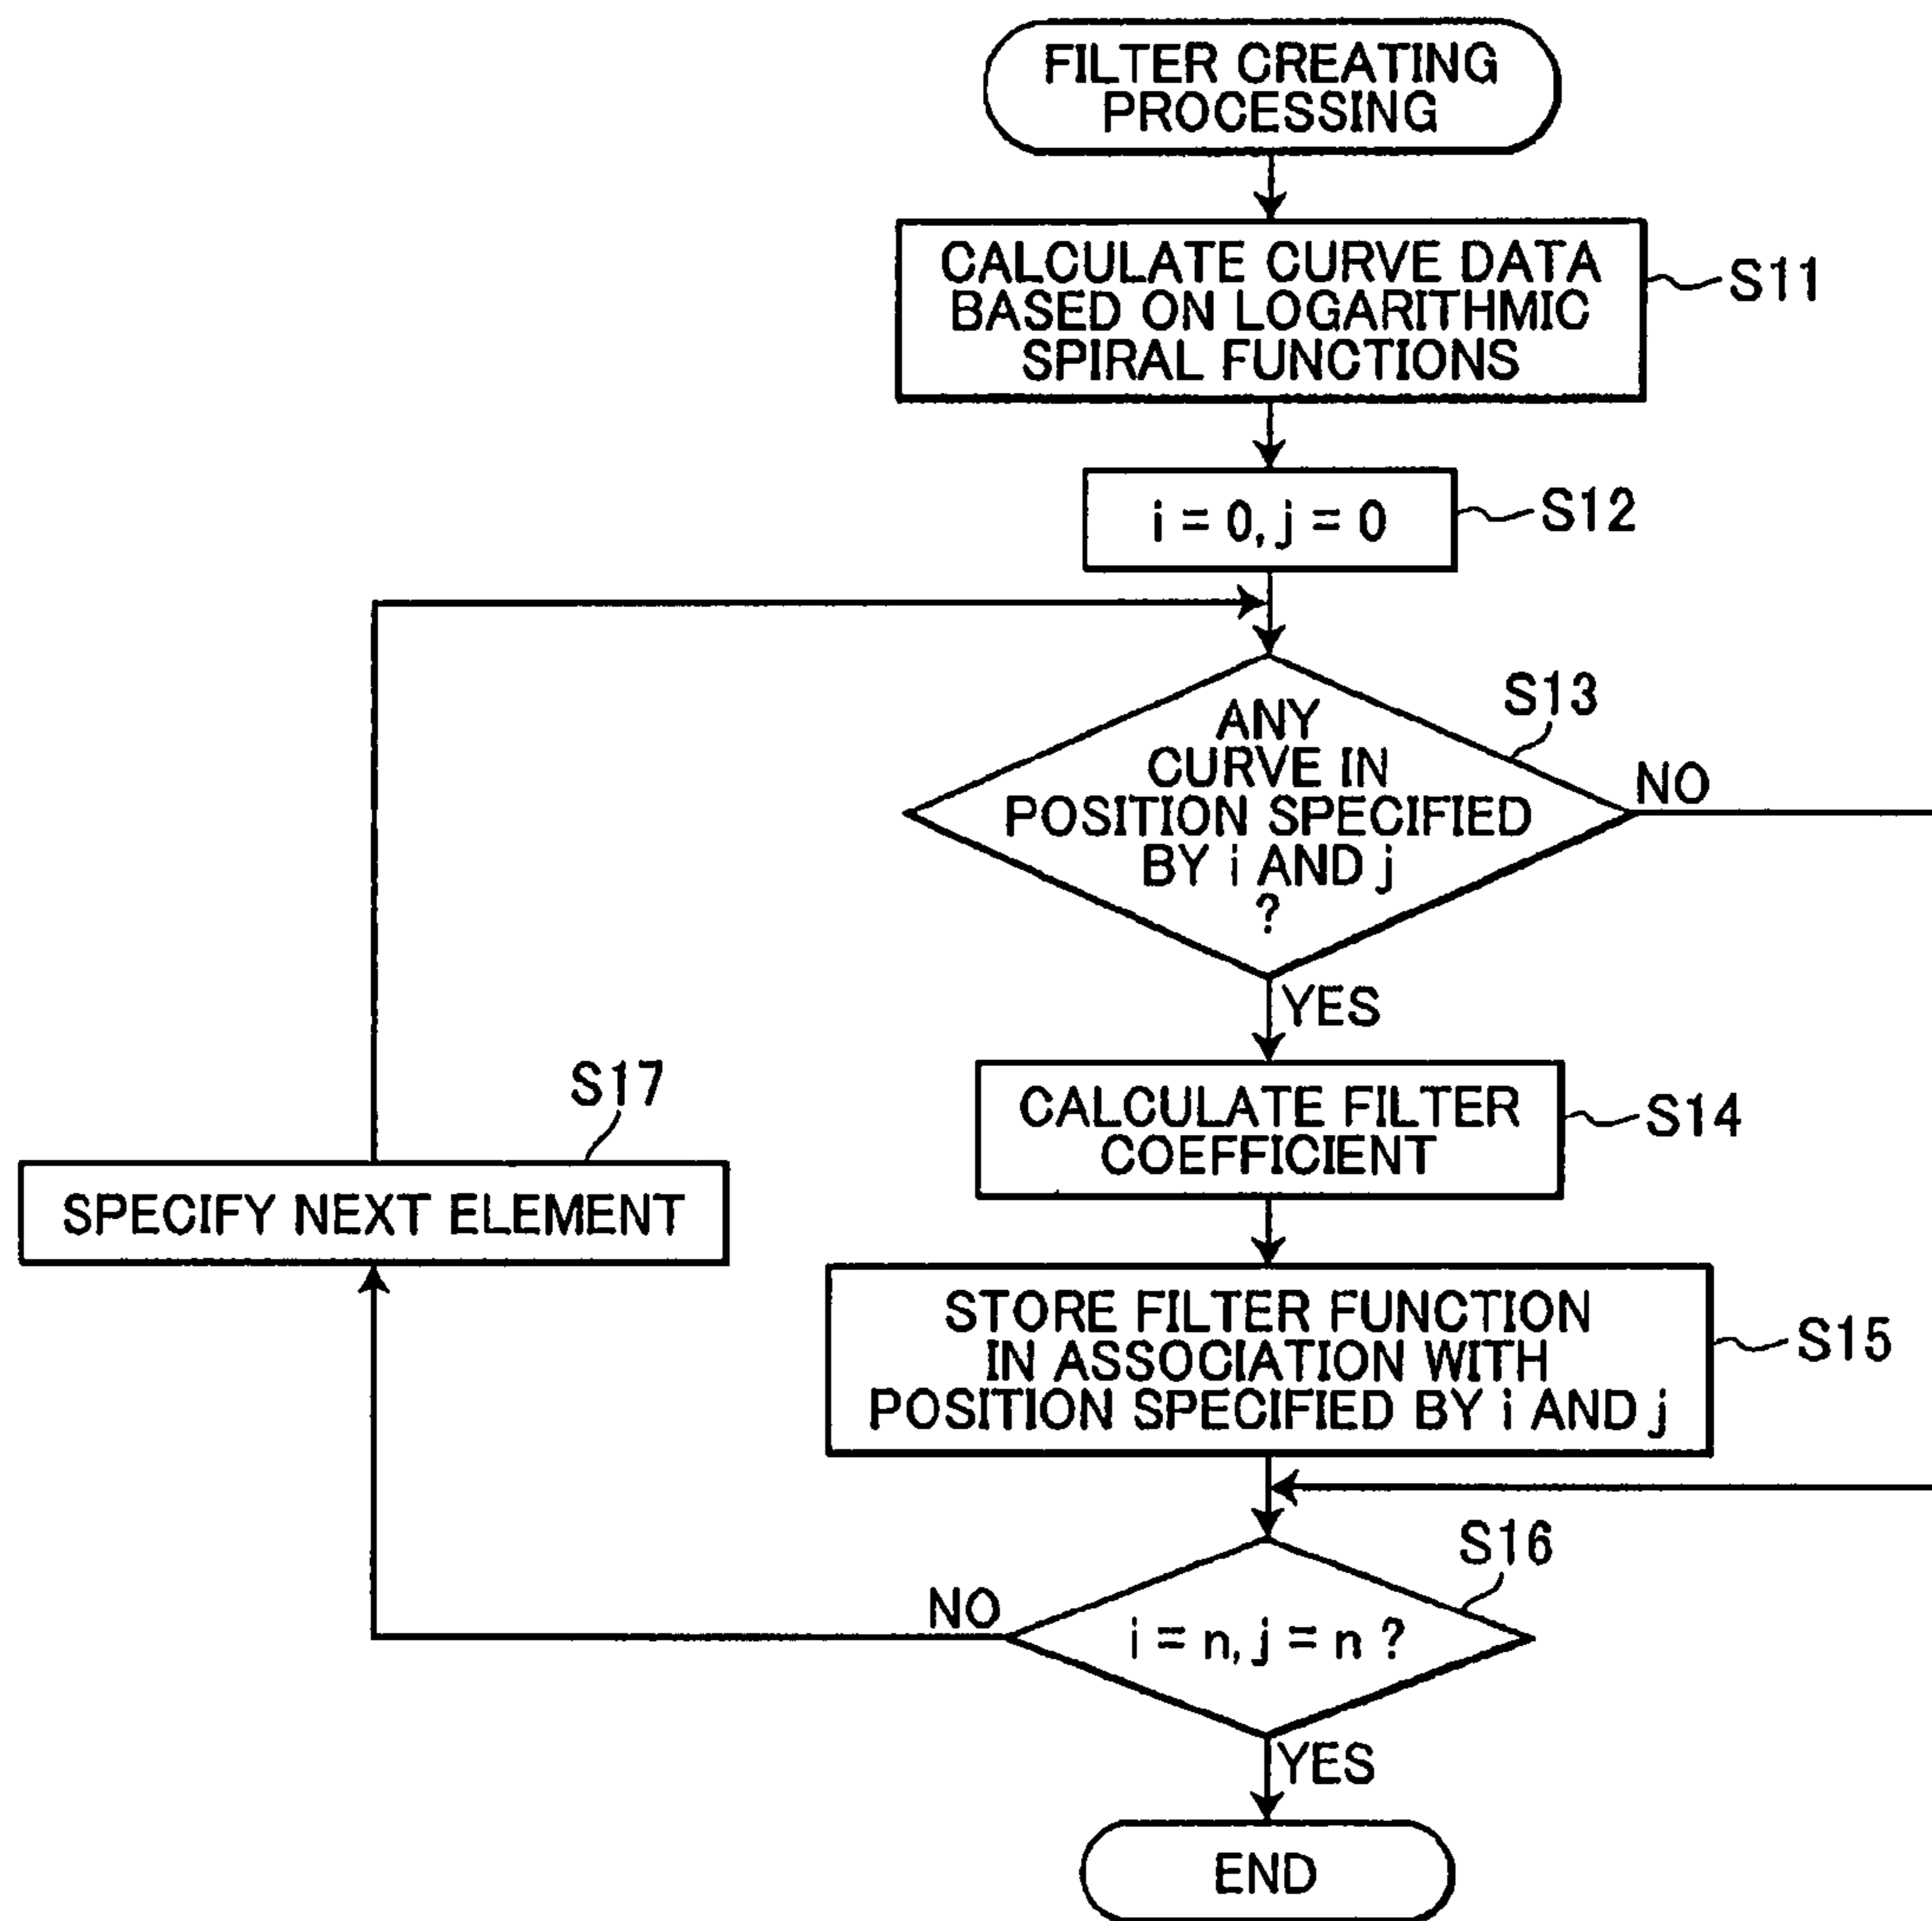 FILTER CREATING
PROCESSING
CALCULATE CURVE DATA
BASED ON LOGARITHMIC
SPIRAL FUNCTIONS
S11
i = 0, j = 0
S12
S13
ANY
CURVE IN
POSITION SPECIFIED
BY i AND j
?
NO
YES
CALCULATE FILTER
COEFFICIENT
S14
S17
SPECIFY NEXT ELEMENT
STORE FILTER FUNCTION
IN ASSOCIATION WITH
POSITION SPECIFIED BY i AND j
S15
S16
NO
i = n, j = n ?
YES
END